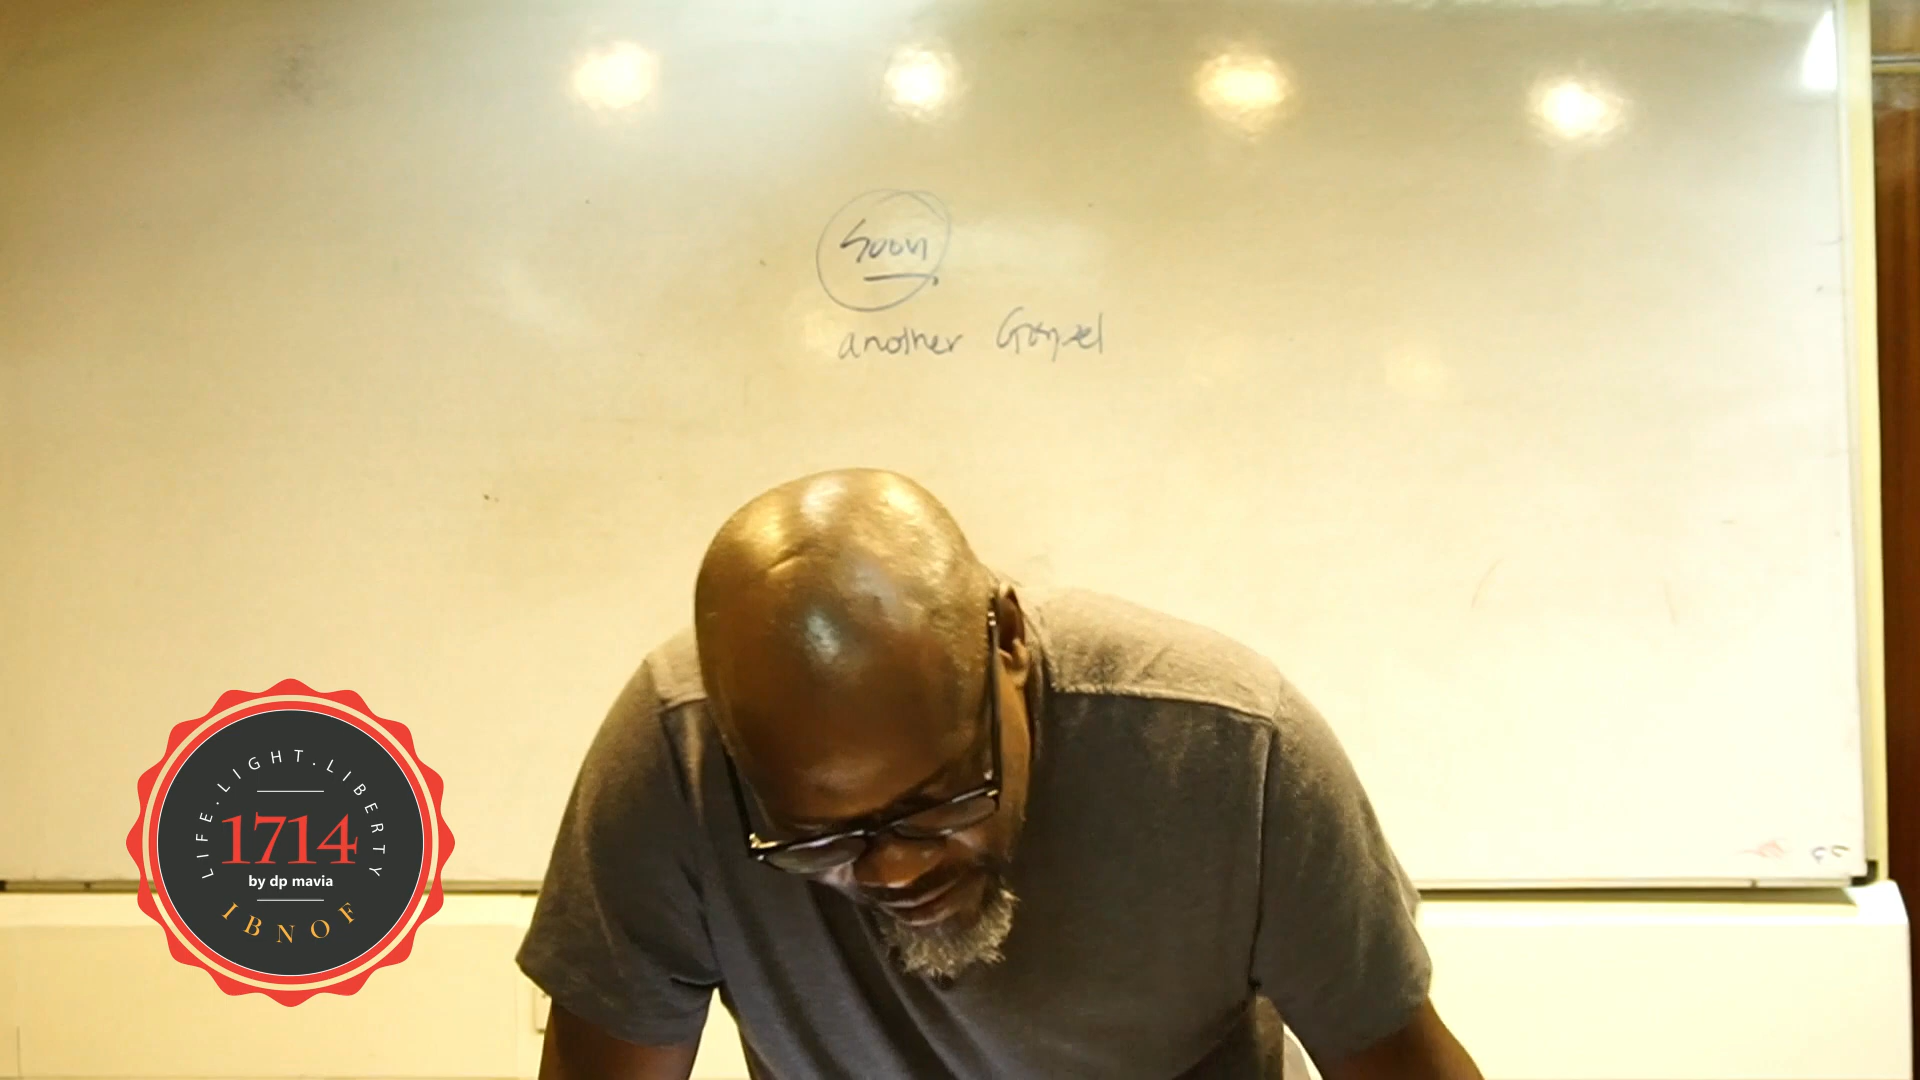 Soon
another Gospel
LIFE.LIGHT.LIBERTY
1714
by dp mavia
IBNOF